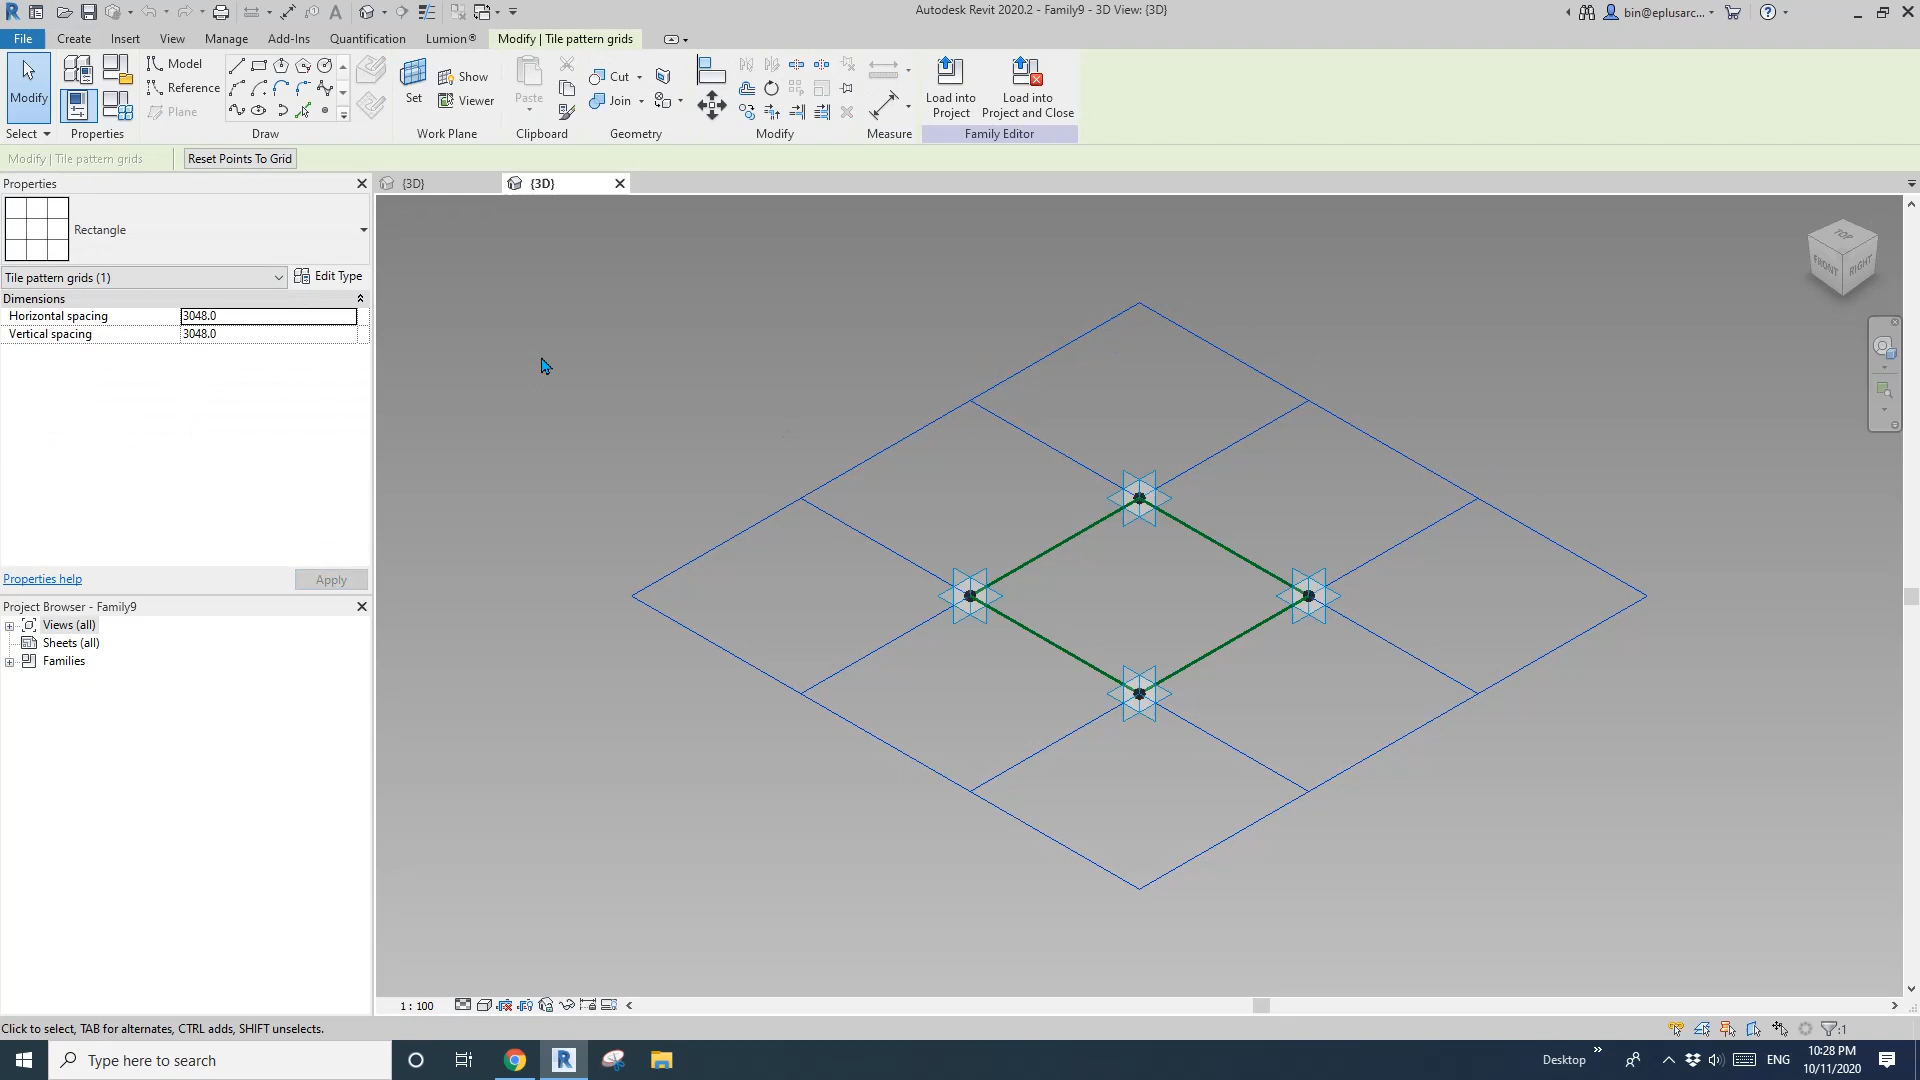 Autodesk Revit 2020.2 - Family9 - 3D View: {3D}
bin@eplusarc...
File Create Insert View Manage Add-Ins Quantification Lumion® Modify | Tile pattern grids
Modify
Model
Reference
Plane
Set
Show
Viewer
Paste
Cut
Join
Load into
Project
Load into
Project and Close
Select Properties Draw Work Plane Clipboard Geometry Modify Measure Family Editor
Modify | Tile pattern grids Reset Points To Grid
Properties
{3D} {3D}
Rectangle
Tile pattern grids (1) Edit Type
Dimensions
Horizontal spacing 3048.0
Vertical spacing 3048.0
TOP
FRONT RIGHT
Properties help Apply
Project Browser - Family9
Views (all)
Sheets (all)
Families
1 : 100
Click to select, TAB for alternates, CTRL adds, SHIFT unselects.
:1
Type here to search
Desktop
ENG
10:28 PM
10/11/2020